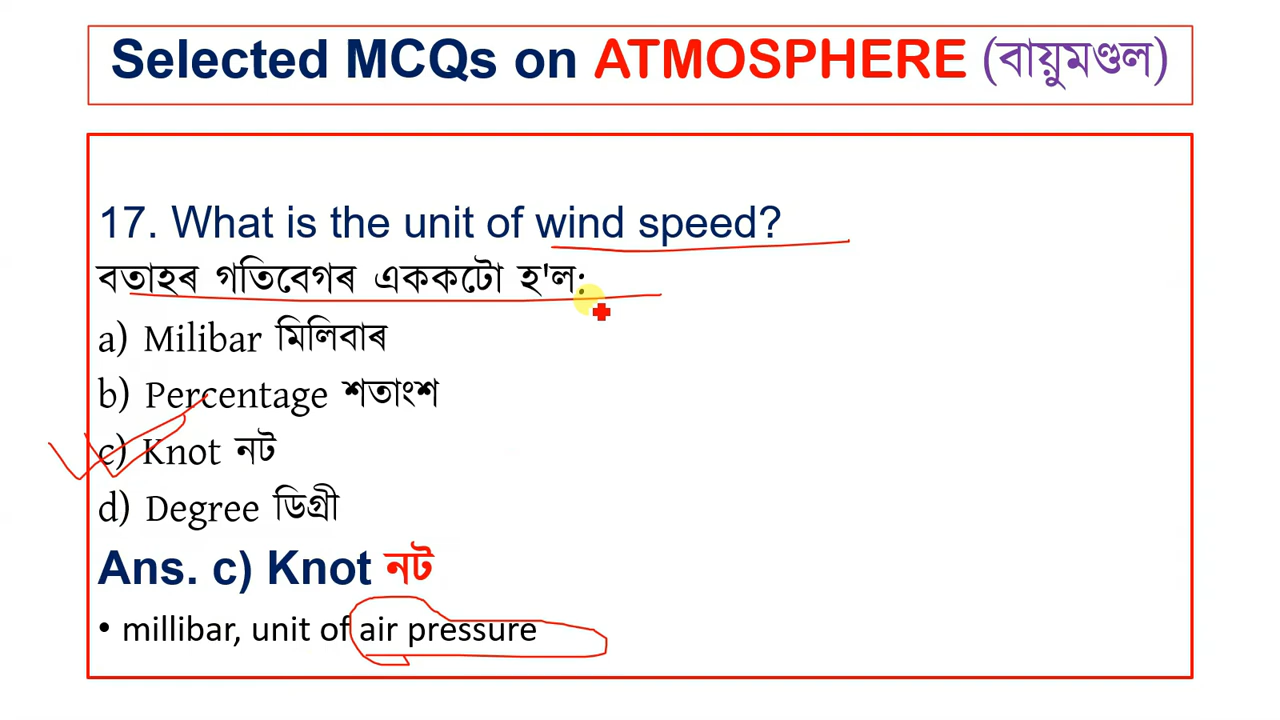 Selected MCQs on ATMOSPHERE (বায়ুমণ্ডল)
17. What is the unit of wind speed?
বতাহৰ গতিবেগৰ এককটো হ'ল:
a) Milibar মিলিবাৰ
b) Percentage শতাংশ
c) Knot নট
d) Degree ডিগ্ৰী
Ans. c) Knot নট
• millibar, unit of air pressure